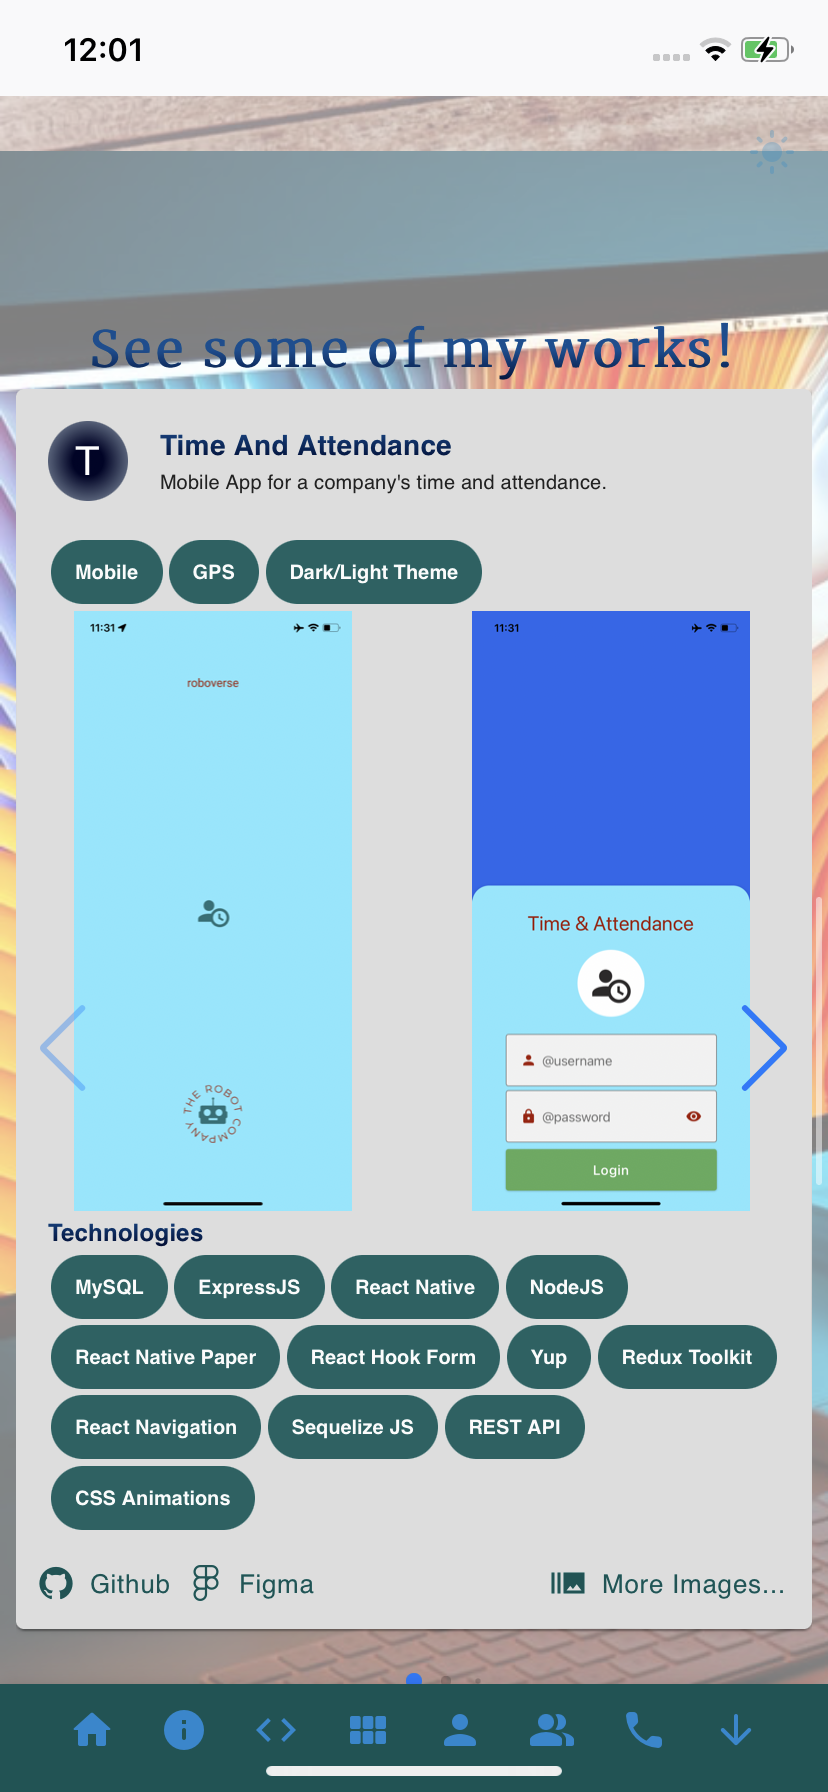 12:01
See some of my works!
T
Time And Attendance
Mobile App for a company's time and attendance.
Mobile GPS Dark/Light Theme
11:31
roboverse
THE ROBOT COMPANY
11:31
Time & Attendance
@username
@password
Login
Technologies
MySQL ExpressJS React Native NodeJS
React Native Paper React Hook Form Yup Redux Toolkit
React Navigation Sequelize JS REST API
CSS Animations
Github Figma More Images...